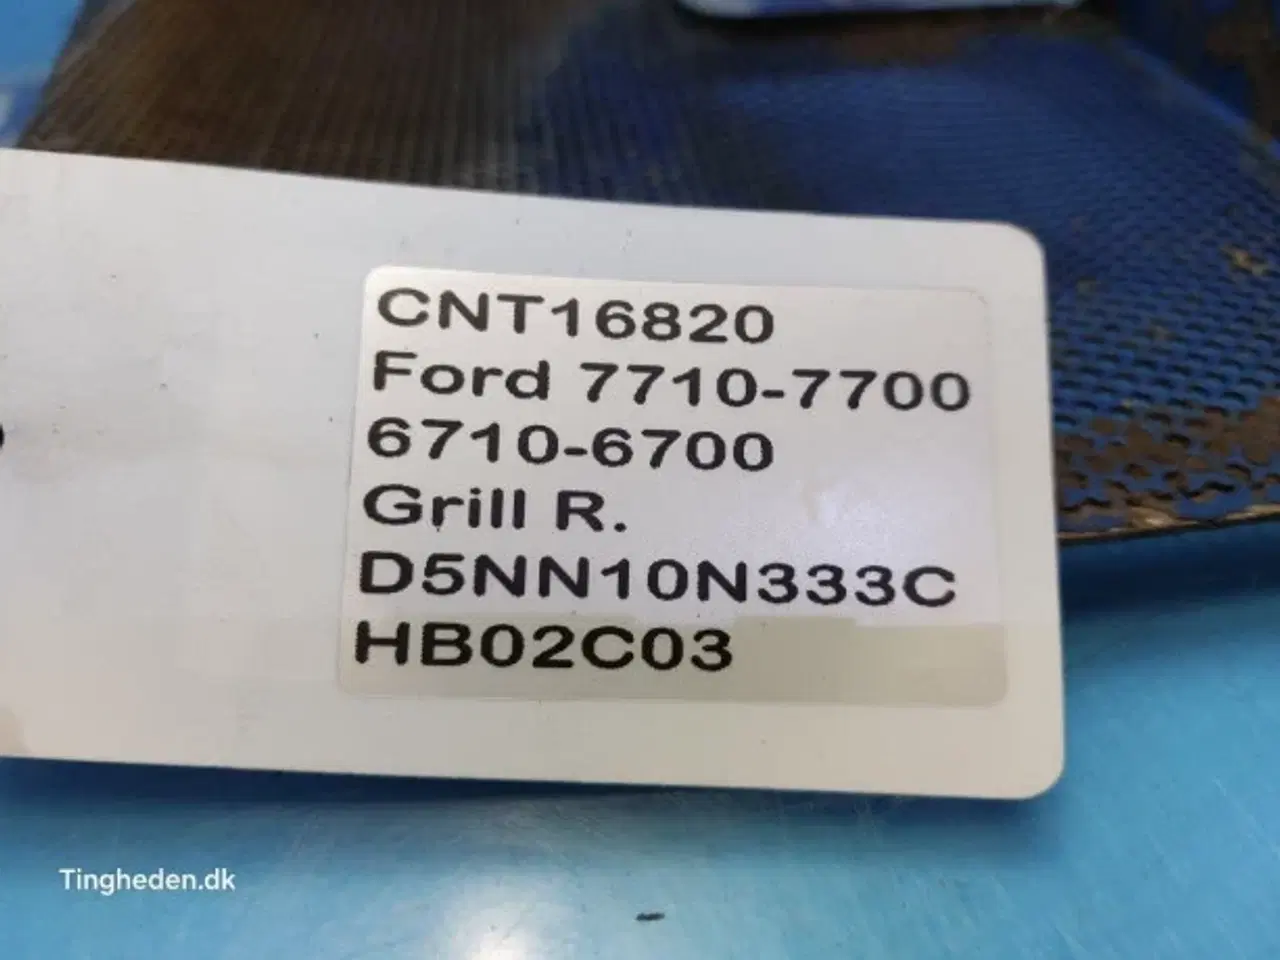 CNT16820
Ford 7710-7700
6710-6700
Grill R.
D5NN10N333C
HB02C03
Tingheden.dk